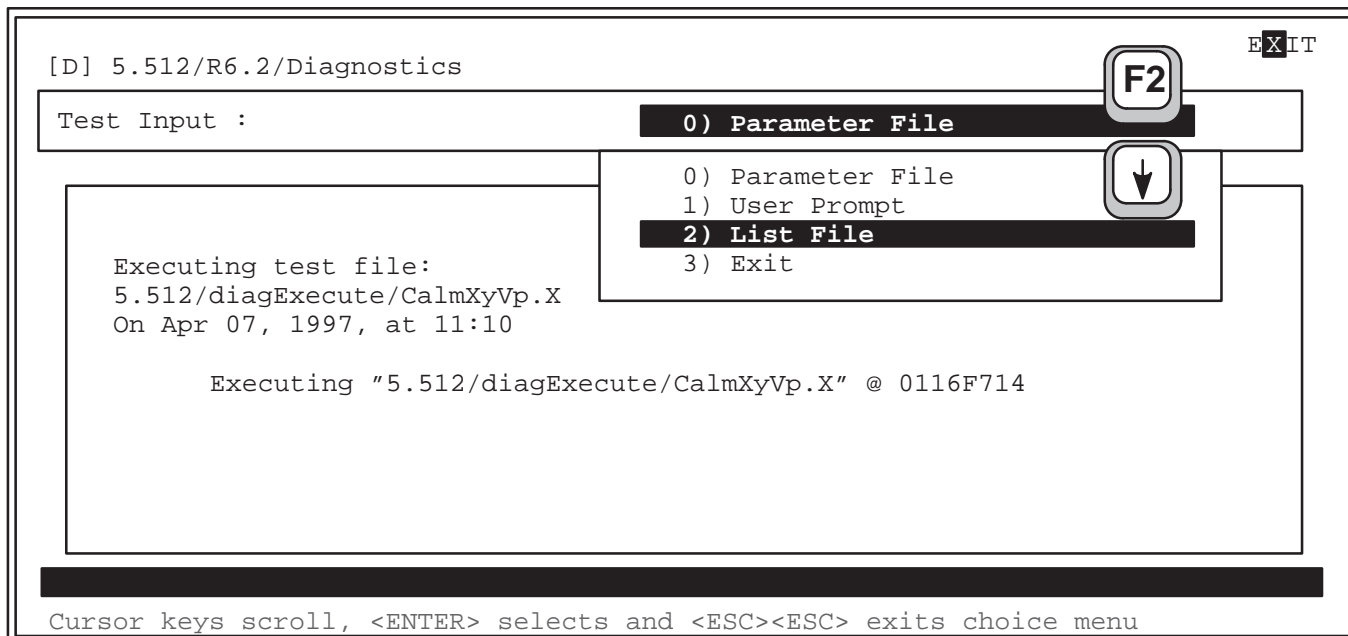 EXIT
[D] 5.512/R6.2/Diagnostics
F2
Test Input :
0) Parameter File
0) Parameter File
1) User Prompt
2) List File
3) Exit
Executing test file:
5.512/diagExecute/CalmXyVp.X
On Apr 07, 1997, at 11:10
Executing ″5.512/diagExecute/CalmXyVp.X″ @ 0116F714
Cursor keys scroll, <ENTER> selects and <ESC><ESC> exits choice menu